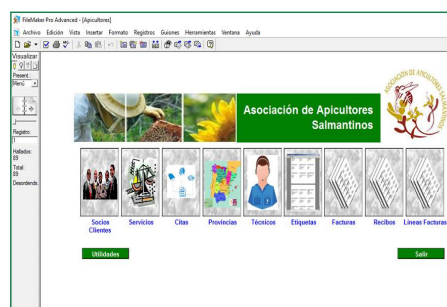 FileMaker Pro Advanced - [Apicultores]
Archivo Edición Vista Insertar Formato Registros Guiones Herramientas Ventana Ayuda
Visualizar
Present.:
Menú
Registro:
1
Hallados:
89
Total:
89
Desordenda.
Asociación de Apicultores
Salmantinos
ASOCIACIÓN DE APICULTORES SALMANTINOS
Socios Clientes
Servicios
Citas
Provincias
Técnicos
Etiquetas
Facturas
Recibos
Líneas Facturas
Utilidades
Salir